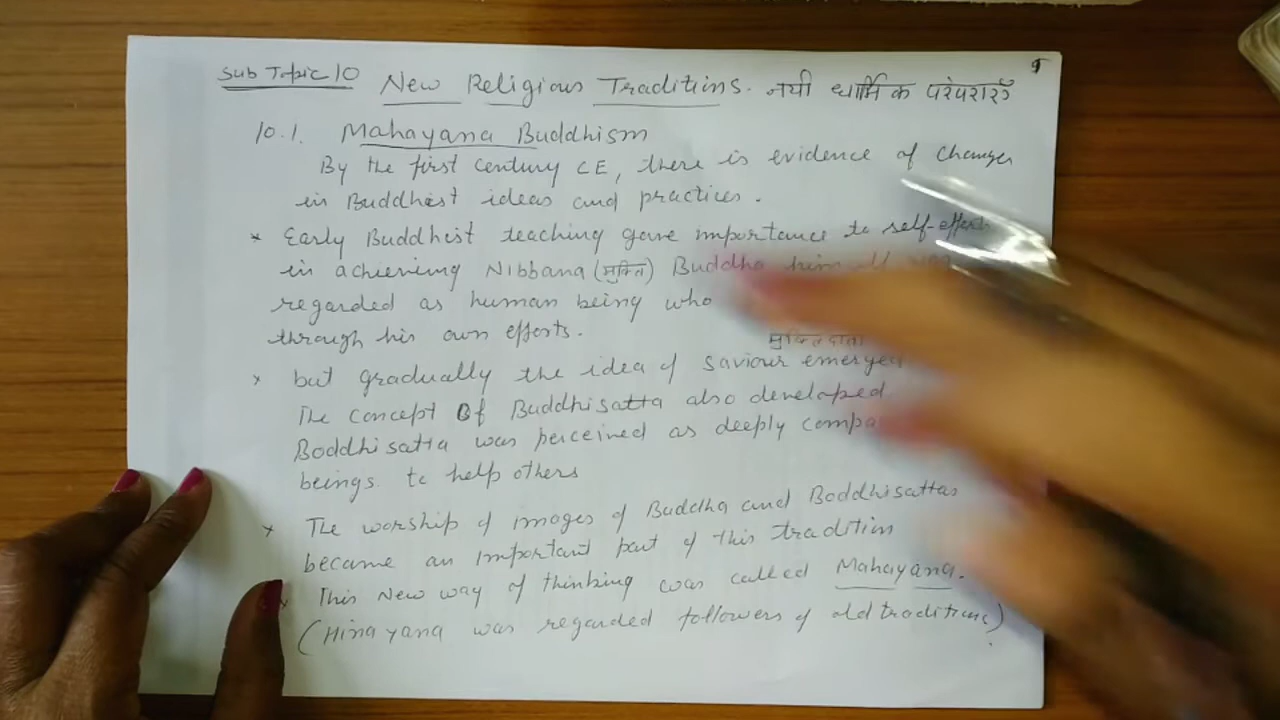 9
Sub Topic 10 New Religious Traditions. नयी धार्मिक परंपराएँ
10.1. Mahayana Buddhism
By the first century CE, there is evidence of changes
in Buddhist ideas and practices.
* Early Buddhist teaching gave importance to self-efforts
in achieving Nibbana (मुक्ति) Buddha himself was
regarded as human being who
through his own efforts.
मुक्तिदाता
* but gradually the idea of saviour emerged
The concept Of Buddhisatta also developed
Boddhisatta was perceived as deeply
beings. to help others
* The worship of images of Buddha and Boddhisattas
became an important part of this tradition
* This New way of thinking was called Mahayana.
(Hinayana was regarded followers of old traditions).